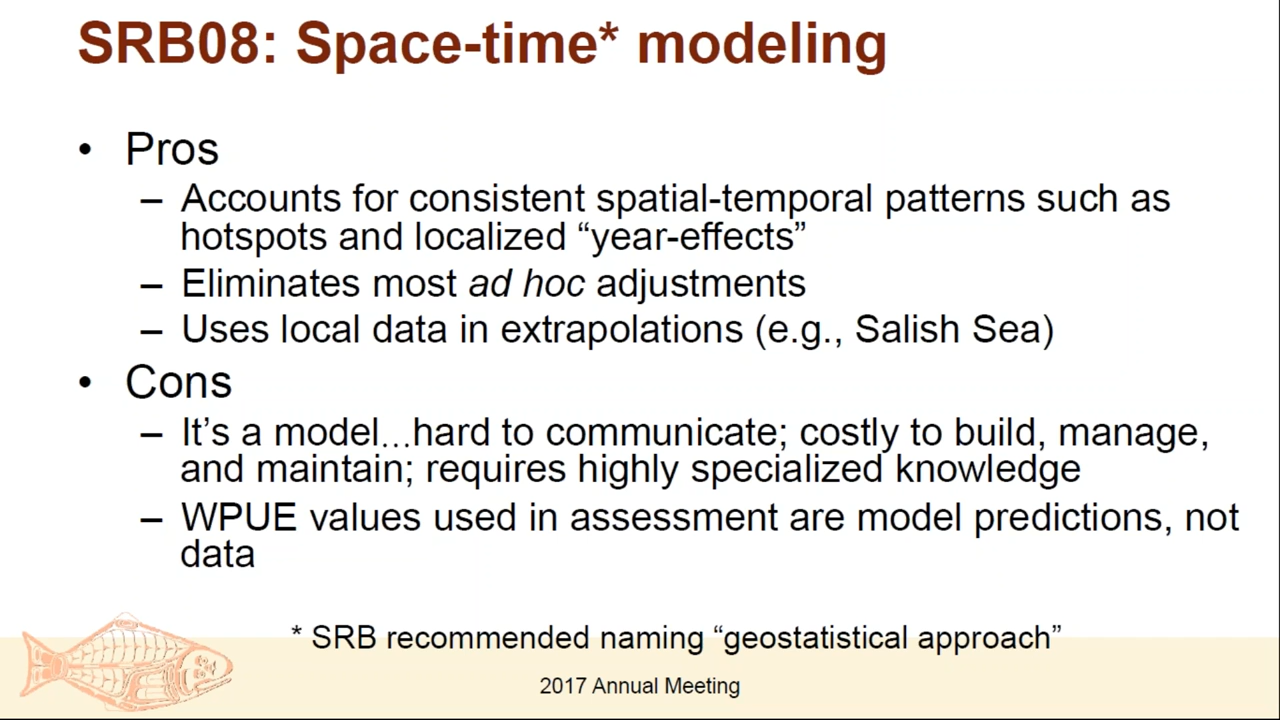 SRB08: Space-time* modeling
• Pros
– Accounts for consistent spatial-temporal patterns such as
hotspots and localized “year-effects”
– Eliminates most ad hoc adjustments
– Uses local data in extrapolations (e.g., Salish Sea)
• Cons
– It’s a model…hard to communicate; costly to build, manage,
and maintain; requires highly specialized knowledge
– WPUE values used in assessment are model predictions, not
data
* SRB recommended naming “geostatistical approach”
2017 Annual Meeting